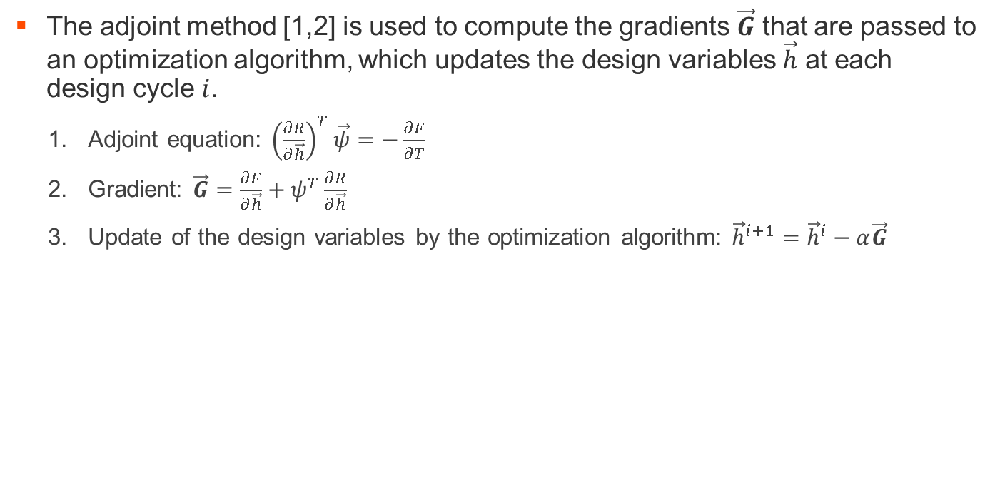 ▪ The adjoint method [1,2] is used to compute the gradients $\vec{\boldsymbol{G}}$ that are passed to
an optimization algorithm, which updates the design variables $\vec{h}$ at each
design cycle $i$.
1. Adjoint equation: $\left(\frac{\partial R}{\partial \vec{h}}\right)^T \vec{\psi} = -\frac{\partial F}{\partial T}$
2. Gradient: $\vec{\boldsymbol{G}} = \frac{\partial F}{\partial \vec{h}} + \psi^T \frac{\partial R}{\partial \vec{h}}$
3. Update of the design variables by the optimization algorithm: $\vec{h}^{i+1} = \vec{h}^i - \alpha\vec{\boldsymbol{G}}$